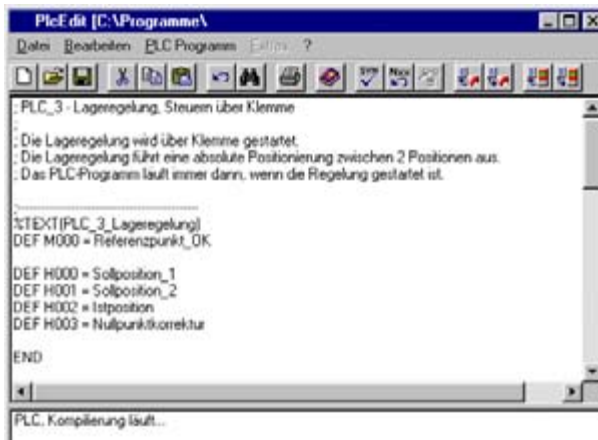 PlcEdit [C:\Programme\
Datei Bearbeiten PLC Programm Extras ?
; PLC_3 - Lageregelung, Steuern über Klemme
;
; Die Lageregelung wird über Klemme gestartet.
; Die Lageregelung führt eine absolute Positionierung zwischen 2 Positionen aus.
; Das PLC-Programm läuft immer dann, wenn die Regelung gestartet ist.
;----------------------------------------
%TEXT(PLC_3_Lageregelung)
DEF M000 = Referenzpunkt_OK
DEF H000 = Sollposition_1
DEF H001 = Sollposition_2
DEF H002 = Istposition
DEF H003 = Nullpunktkorrektur
END
PLC, Kompilierung läuft...